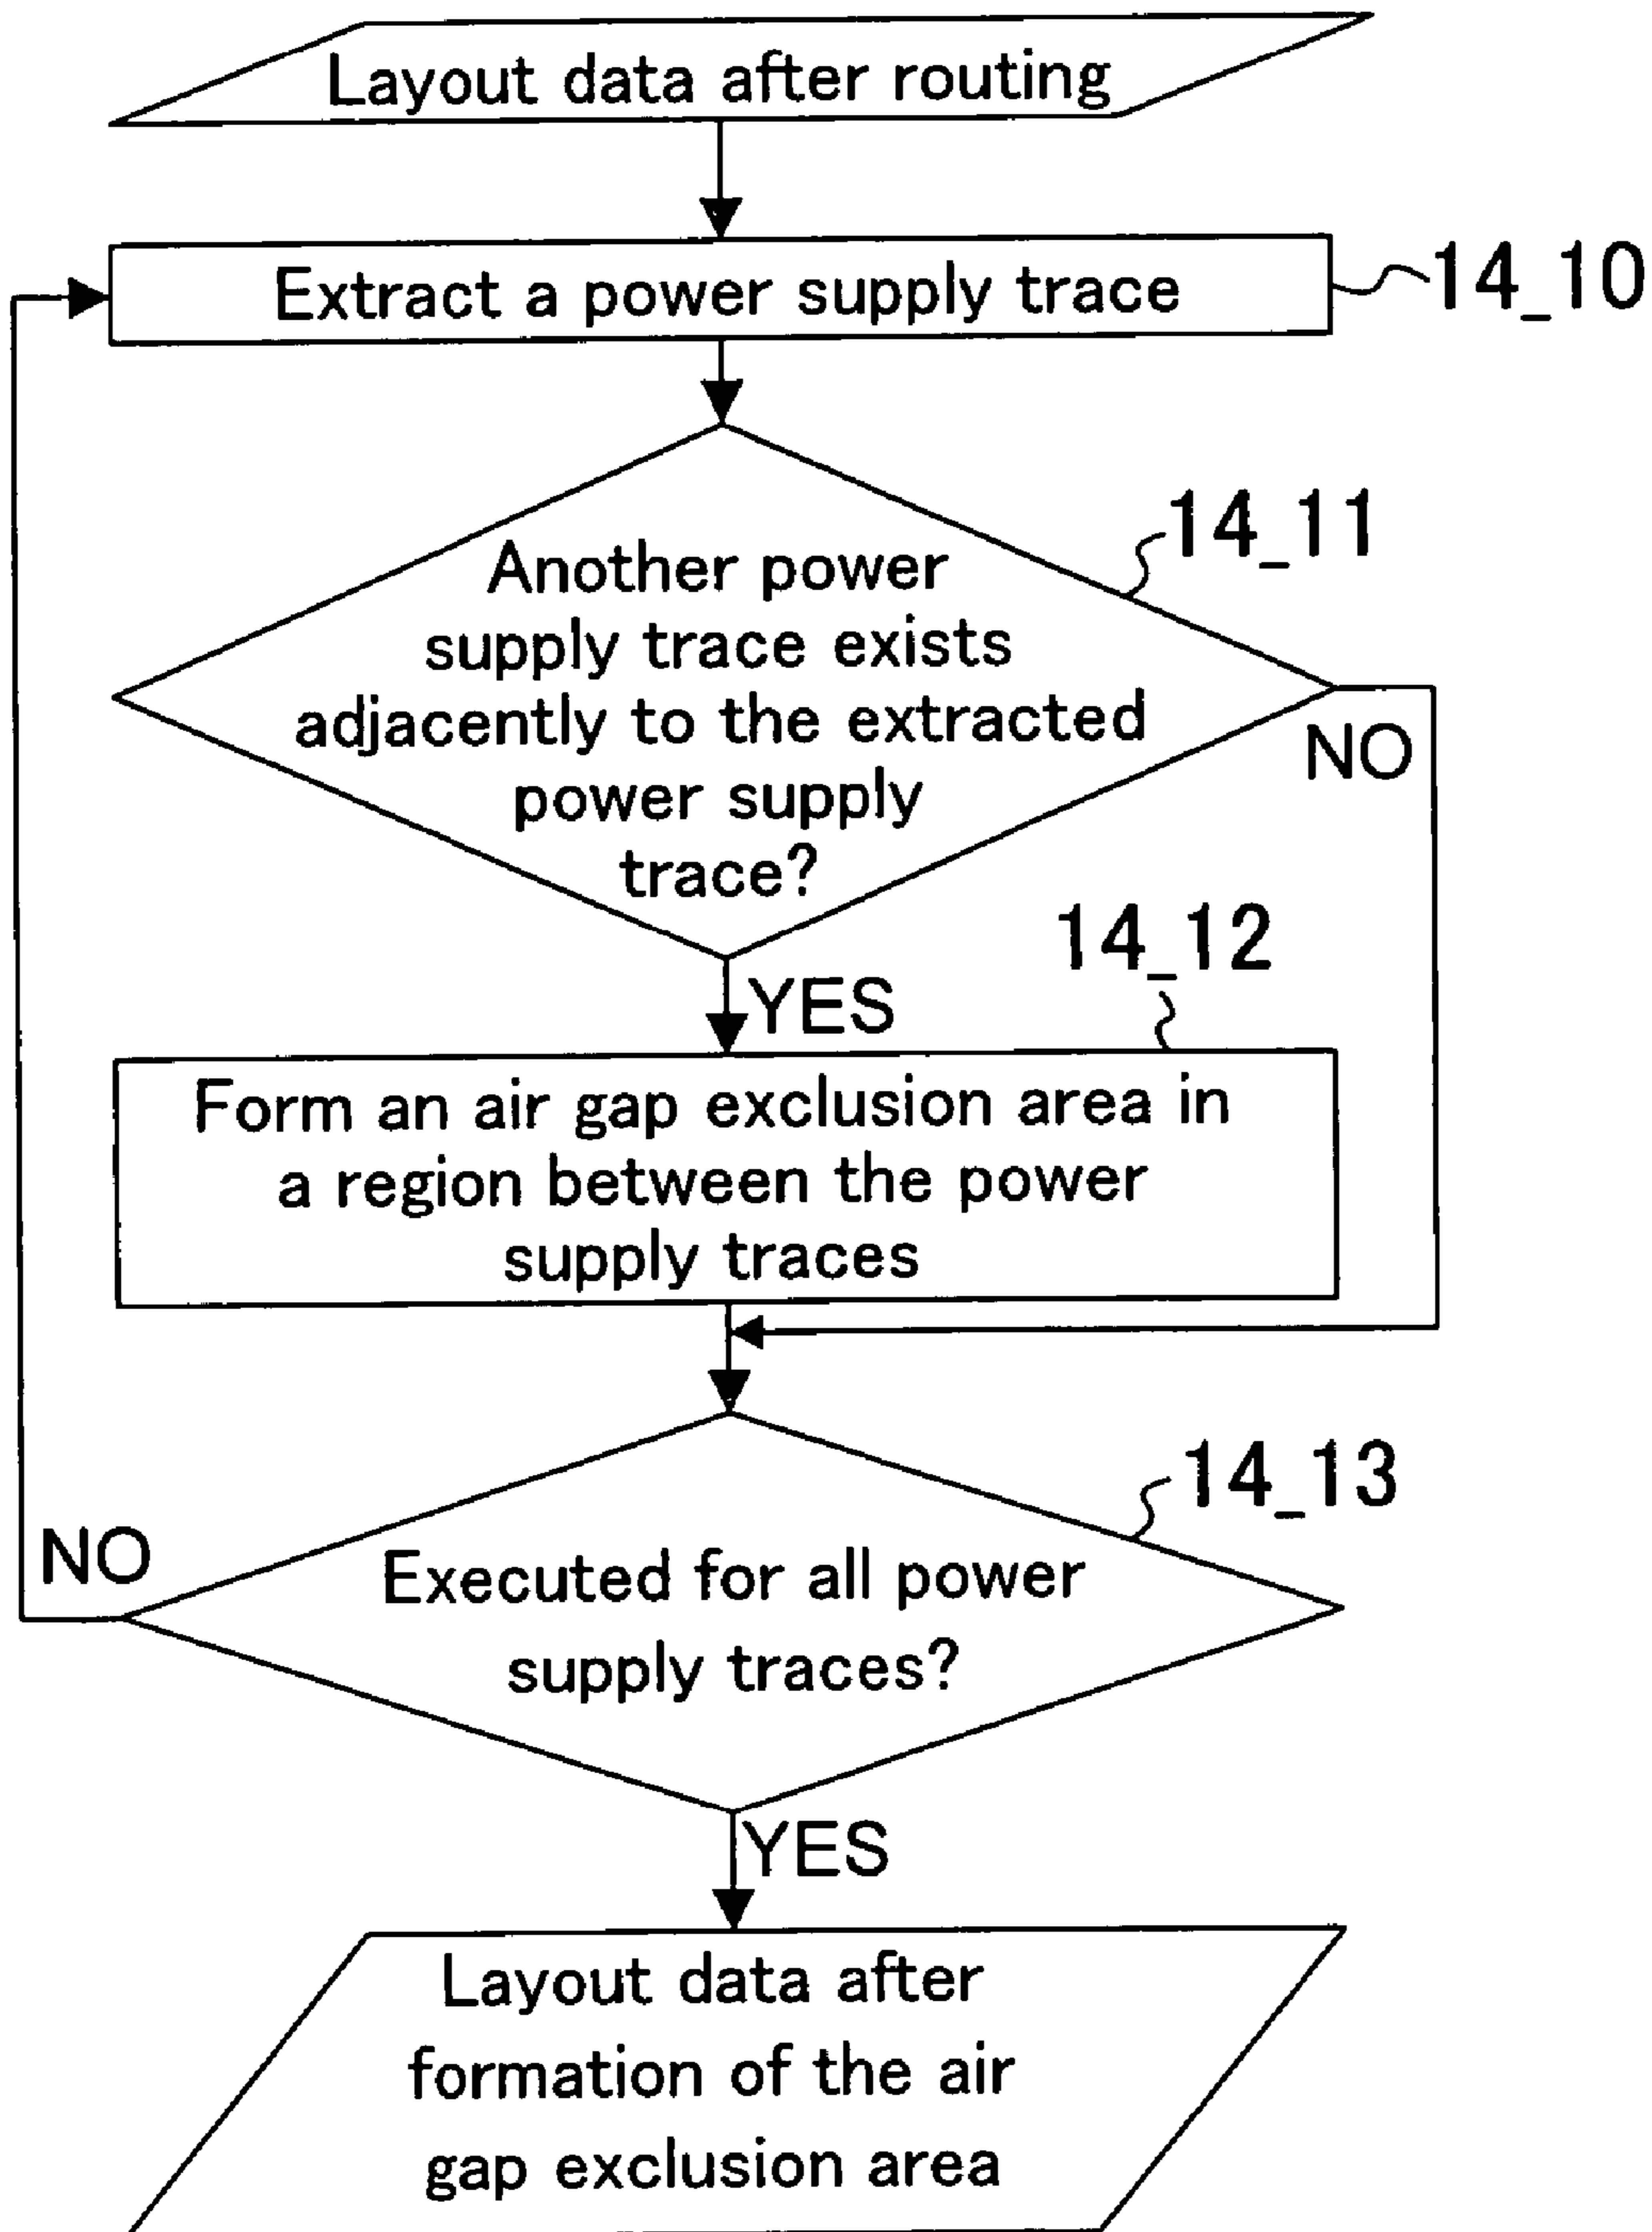 Layout data after routing
Extract a power supply trace
14_10
14_11
Another power
supply trace exists
adjacently to the extracted
power supply
trace?
NO
14_12
YES
Form an air gap exclusion area in
a region between the power
supply traces
14_13
NO
Executed for all power
supply traces?
YES
Layout data after
formation of the air
gap exclusion area